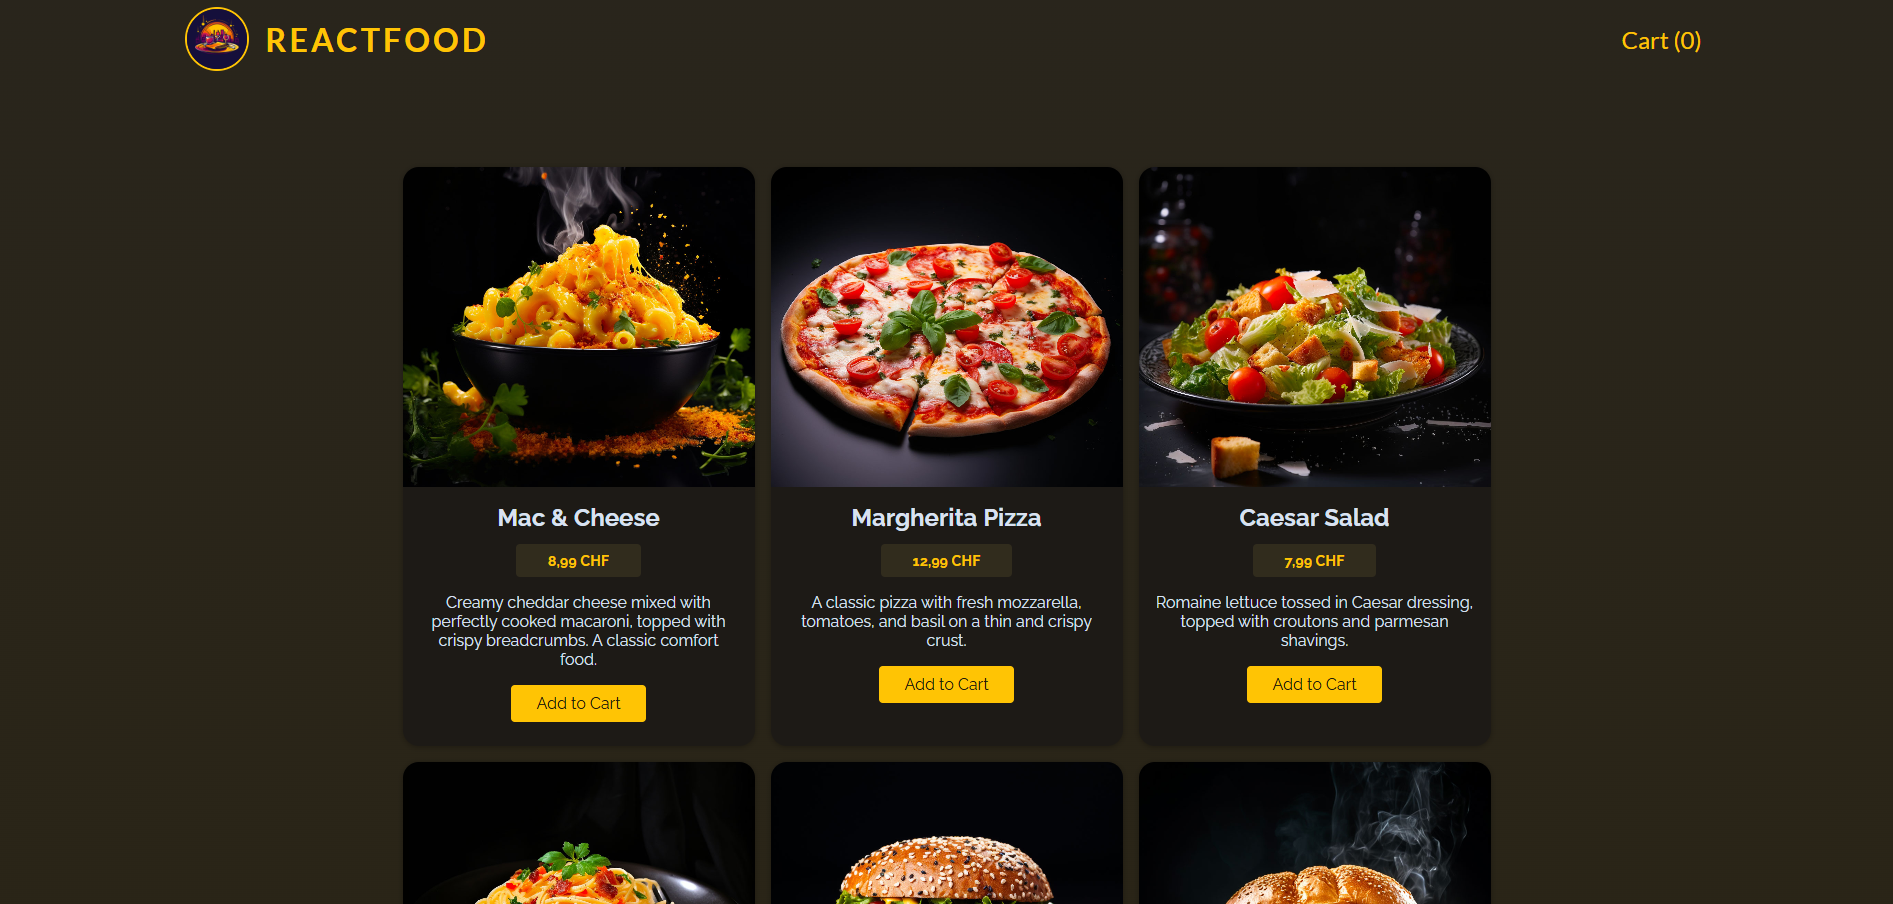 REACTFOOD
Cart (0)
Mac & Cheese
8,99 CHF
Creamy cheddar cheese mixed with
perfectly cooked macaroni, topped with
crispy breadcrumbs. A classic comfort
food.
Add to Cart
Margherita Pizza
12,99 CHF
A classic pizza with fresh mozzarella,
tomatoes, and basil on a thin and crispy
crust.
Add to Cart
Caesar Salad
7,99 CHF
Romaine lettuce tossed in Caesar dressing,
topped with croutons and parmesan
shavings.
Add to Cart